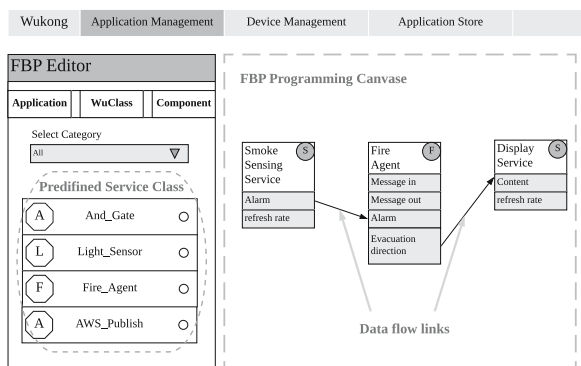 Wukong Application Management Device Management Application Store
FBP Editor
Application WuClass Component
Select Category
All
Predifined Service Class
A And_Gate
L Light_Sensor
F Fire_Agent
A AWS_Publish
FBP Programming Canvase
Smoke
Sensing
Service
S
Alarm
refresh rate
Fire
Agent
F
Message in
Message out
Alarm
Evacuation
direction
Display
Service
S
Content
refresh rate
Data flow links